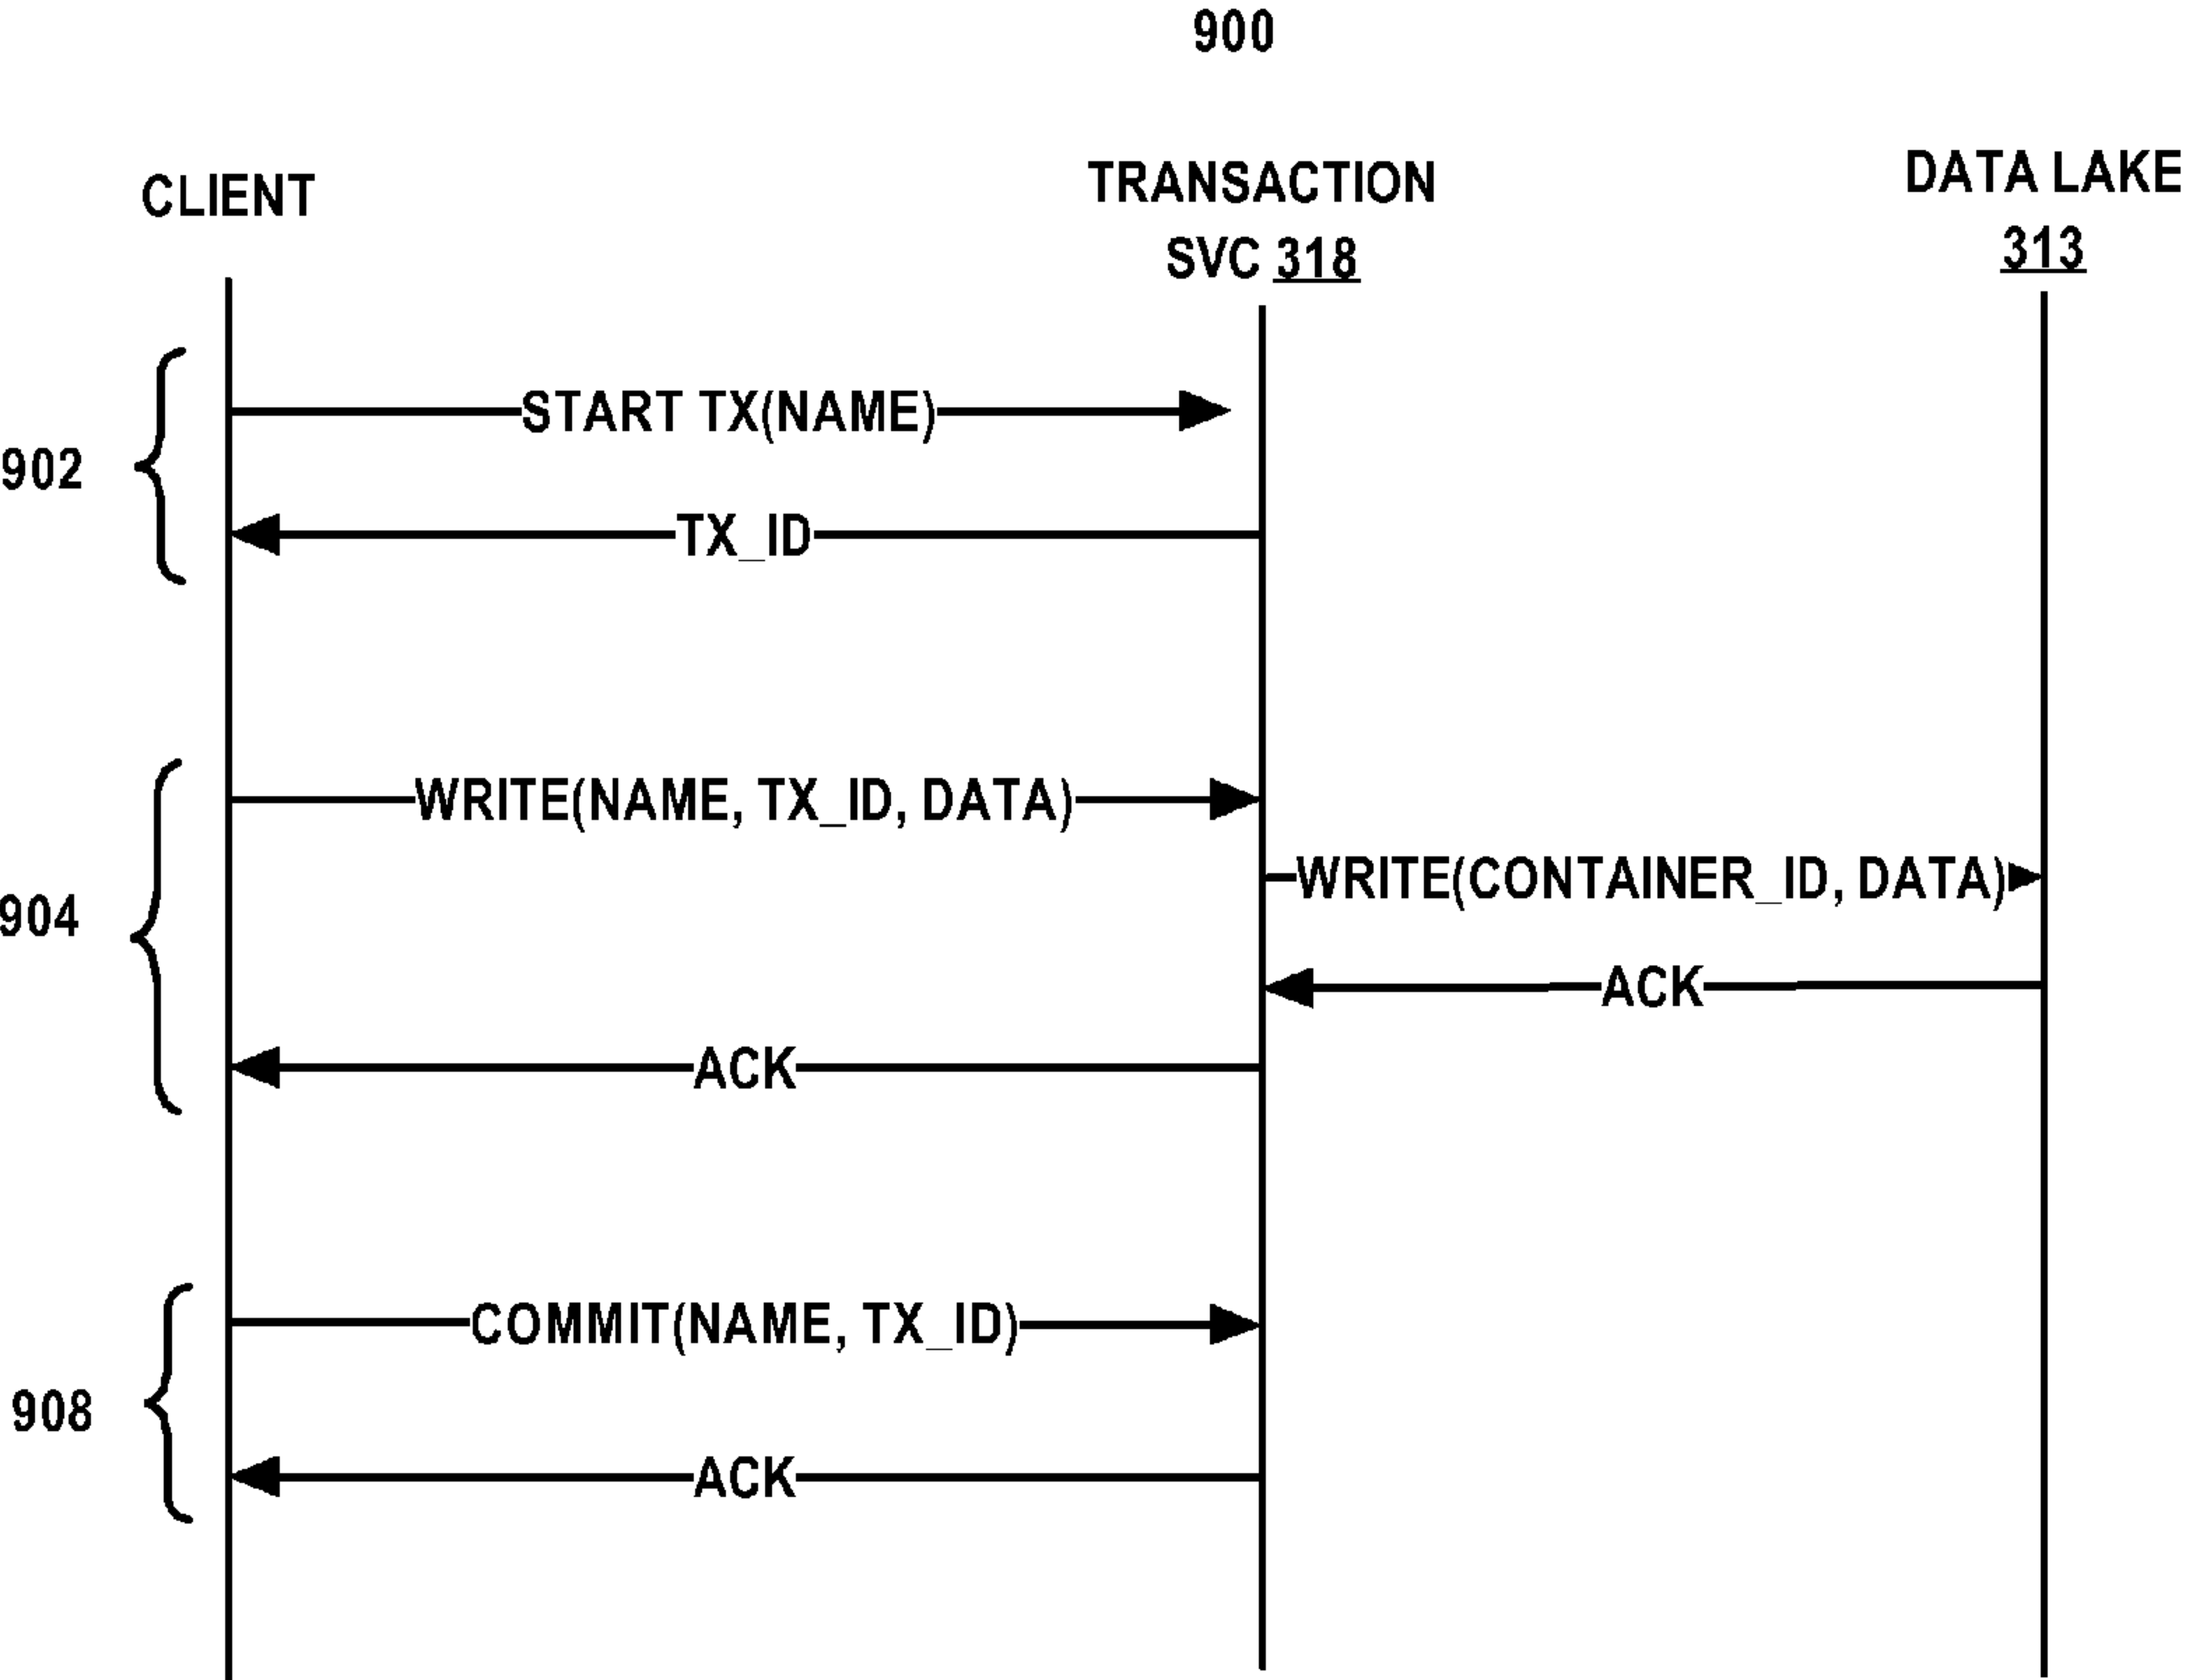 900
CLIENT
TRANSACTION
SVC 318
DATA LAKE
313
902
START TX(NAME)
TX_ID
904
WRITE(NAME, TX_ID, DATA)
WRITE(CONTAINER_ID, DATA)
ACK
ACK
908
COMMIT(NAME, TX_ID)
ACK